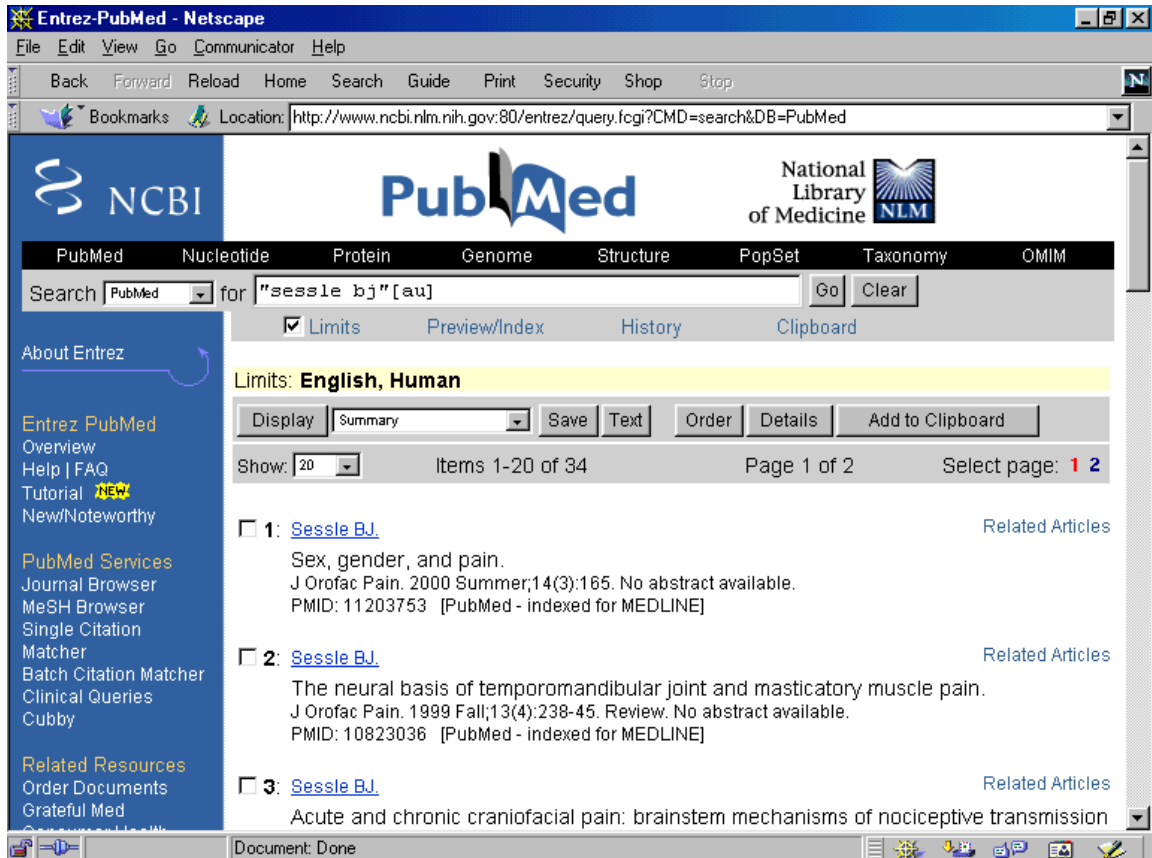 Entrez-PubMed - Netscape
File Edit View Go Communicator Help
Back Forward Reload Home Search Guide Print Security Shop Stop
N
Bookmarks Location: http://www.ncbi.nlm.nih.gov:80/entrez/query.fcgi?CMD=search&DB=PubMed
NCBI
PubMed
National
Library
of Medicine NLM
PubMed Nucleotide Protein Genome Structure PopSet Taxonomy OMIM
Search PubMed for "sessle bj"[au] Go Clear
Limits Preview/Index History Clipboard
About Entrez
Limits: English, Human
Display Summary Save Text Order Details Add to Clipboard
Show: 20 Items 1-20 of 34 Page 1 of 2 Select page: 1 2
Entrez PubMed
Overview
Help | FAQ
Tutorial NEW
New/Noteworthy
PubMed Services
Journal Browser
MeSH Browser
Single Citation
Matcher
Batch Citation Matcher
Clinical Queries
Cubby
Related Resources
Order Documents
Grateful Med
1: Sessle BJ. Related Articles
Sex, gender, and pain.
J Orofac Pain. 2000 Summer;14(3):165. No abstract available.
PMID: 11203753 [PubMed - indexed for MEDLINE]
2: Sessle BJ. Related Articles
The neural basis of temporomandibular joint and masticatory muscle pain.
J Orofac Pain. 1999 Fall;13(4):238-45. Review. No abstract available.
PMID: 10823036 [PubMed - indexed for MEDLINE]
3: Sessle BJ. Related Articles
Acute and chronic craniofacial pain: brainstem mechanisms of nociceptive transmission
Document: Done